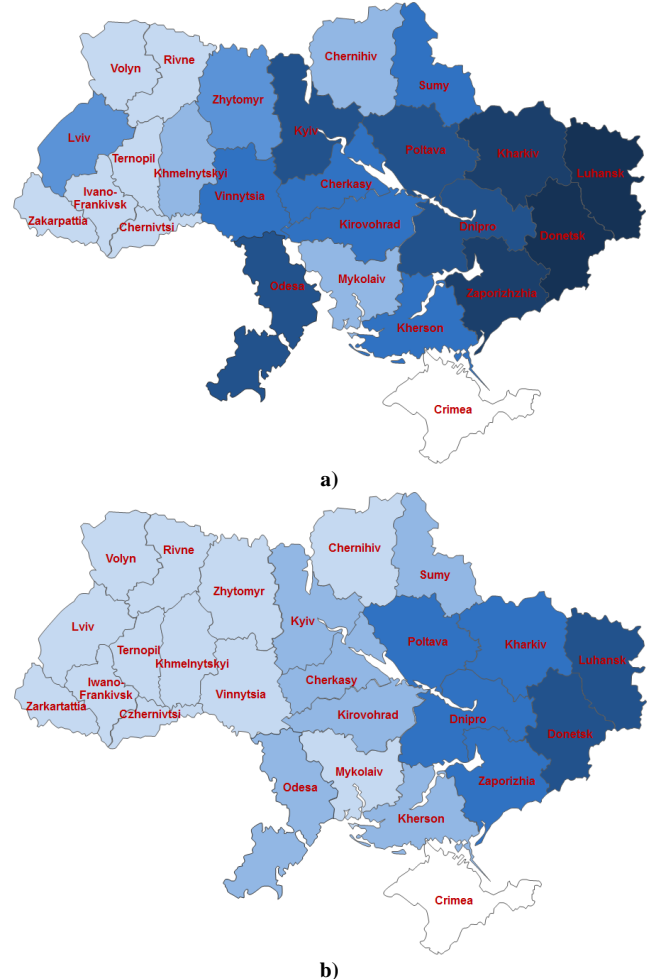 Volyn
Rivne
Chernihiv
Sumy
Zhytomyr
Lviv
Kyiv
Poltava
Kharkiv
Ternopil
Khmelnytskyi
Luhansk
Ivano-
Frankivsk
Vinnytsia
Cherkasy
Zakarpattia
Chernivtsi
Kirovohrad
Dnipro
Donetsk
Odesa
Mykolaiv
Zaporizhzhia
Kherson
Crimea
a)
Volyn
Rivne
Chernihiv
Sumy
Zhytomyr
Lviv
Kyiv
Poltava
Kharkiv
Ternopil
Khmelnytskyi
Luhansk
Iwano-
Frankivsk
Vinnytsia
Cherkasy
Zarkartattia
Czhernivtsi
Kirovohrad
Dnipro
Donetsk
Odesa
Mykolaiv
Zaporizhia
Kherson
Crimea
b)